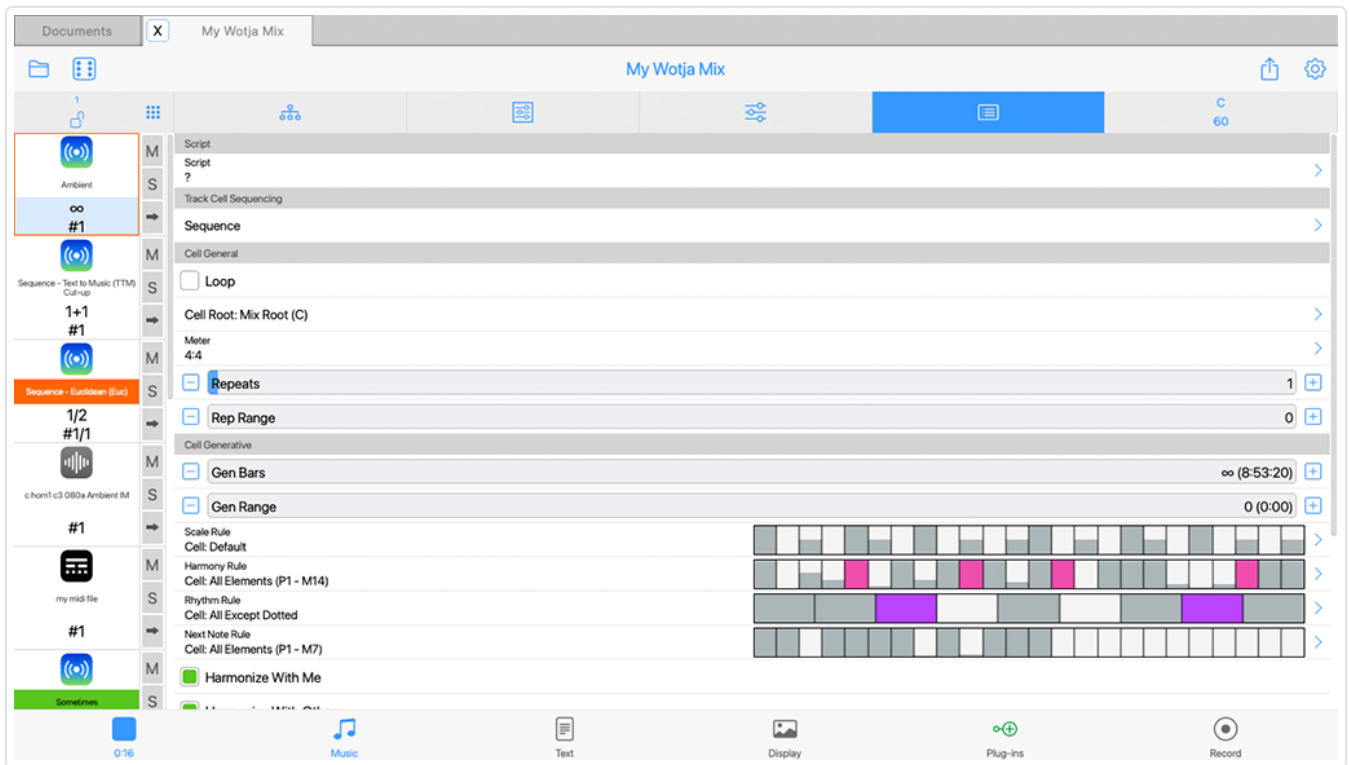 Documents
X
My Wotja Mix
My Wotja Mix
1
C
60
Ambient
∞
#1
M
S
Sequence - Text to Music (TTM)
Cut-up
1+1
#1
M
S
Sequence - Euclidean (Euc)
1/2
#1/1
M
S
c horn1 c3 080a Ambient IM
#1
M
S
my midi file
#1
M
S
Sometimes
M
S
Script
Script
?
Track Cell Sequencing
Sequence
Cell General
Loop
Cell Root: Mix Root (C)
Meter
4:4
Repeats 1
Rep Range 0
Cell Generative
Gen Bars ∞ (8:53:20)
Gen Range 0 (0:00)
Scale Rule
Cell: Default
Harmony Rule
Cell: All Elements (P1 - M14)
Rhythm Rule
Cell: All Except Dotted
Next Note Rule
Cell: All Elements (P1 - M7)
Harmonize With Me
0:16
Music
Text
Display
Plug-ins
Record